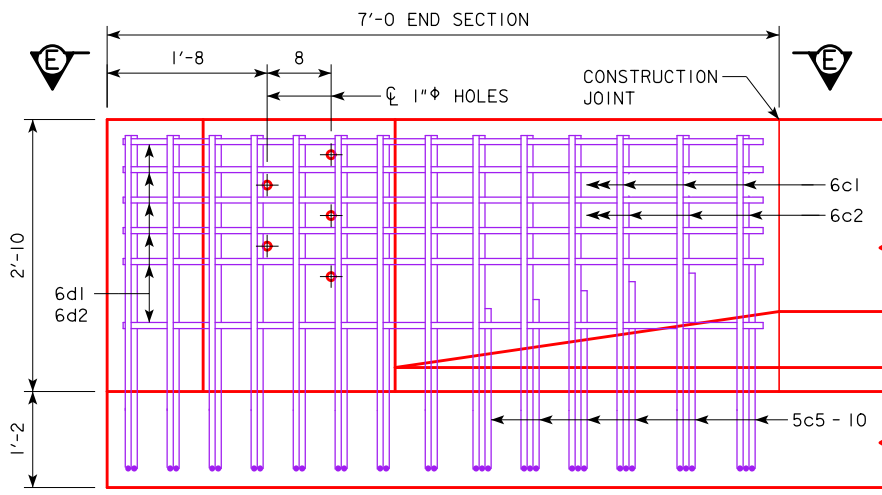 7'-0 END SECTION
E
E
1'-8
8
CONSTRUCTION
JOINT
℄ 1"ϕ HOLES
6c1
6c2
2'-10
6d1
6d2
1'-2
5c5 - 10